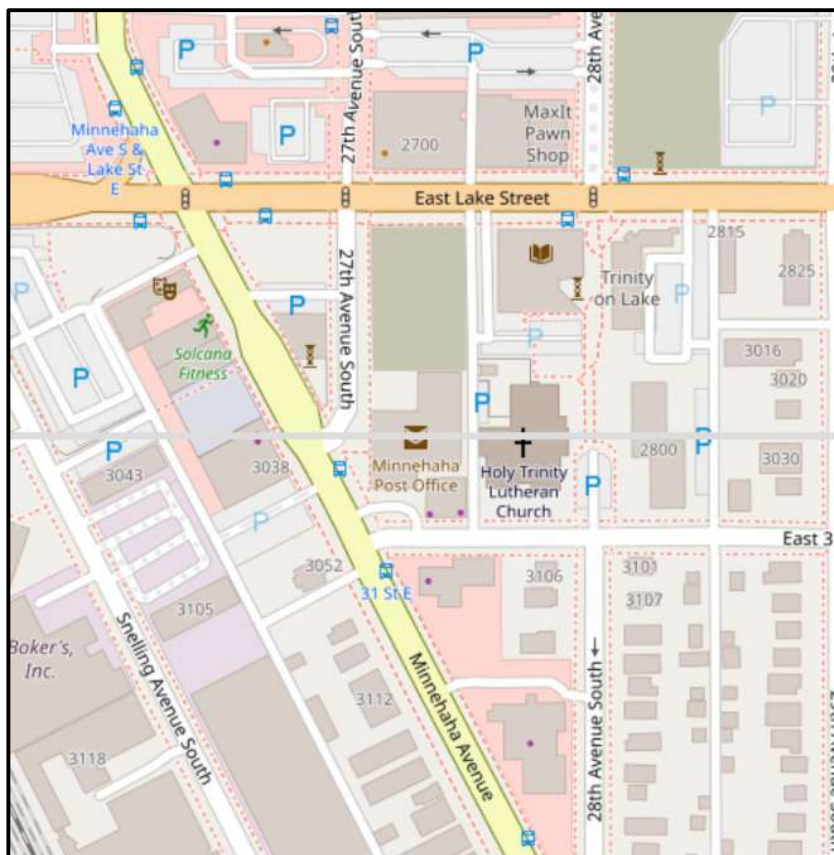 P
P
27th Avenue South
28th Ave
MaxIt
Pawn
Shop
P
P
2700
Minnehaha
Ave S &
Lake St
E
East Lake Street
27th Avenue South
2815
2825
Trinity
on Lake
P
P
P
P
Solcana
Fitness
P
3016
3020
P
P
P
3043
3038
Minnehaha
Post Office
Holy Trinity
Lutheran
Church
2800
3030
P
P
East 3
3052
31 St E
3106
3101
3107
3105
Boker's,
Inc.
Snelling Avenue South
3112
Minnehaha Avenue
28th Avenue South
3118